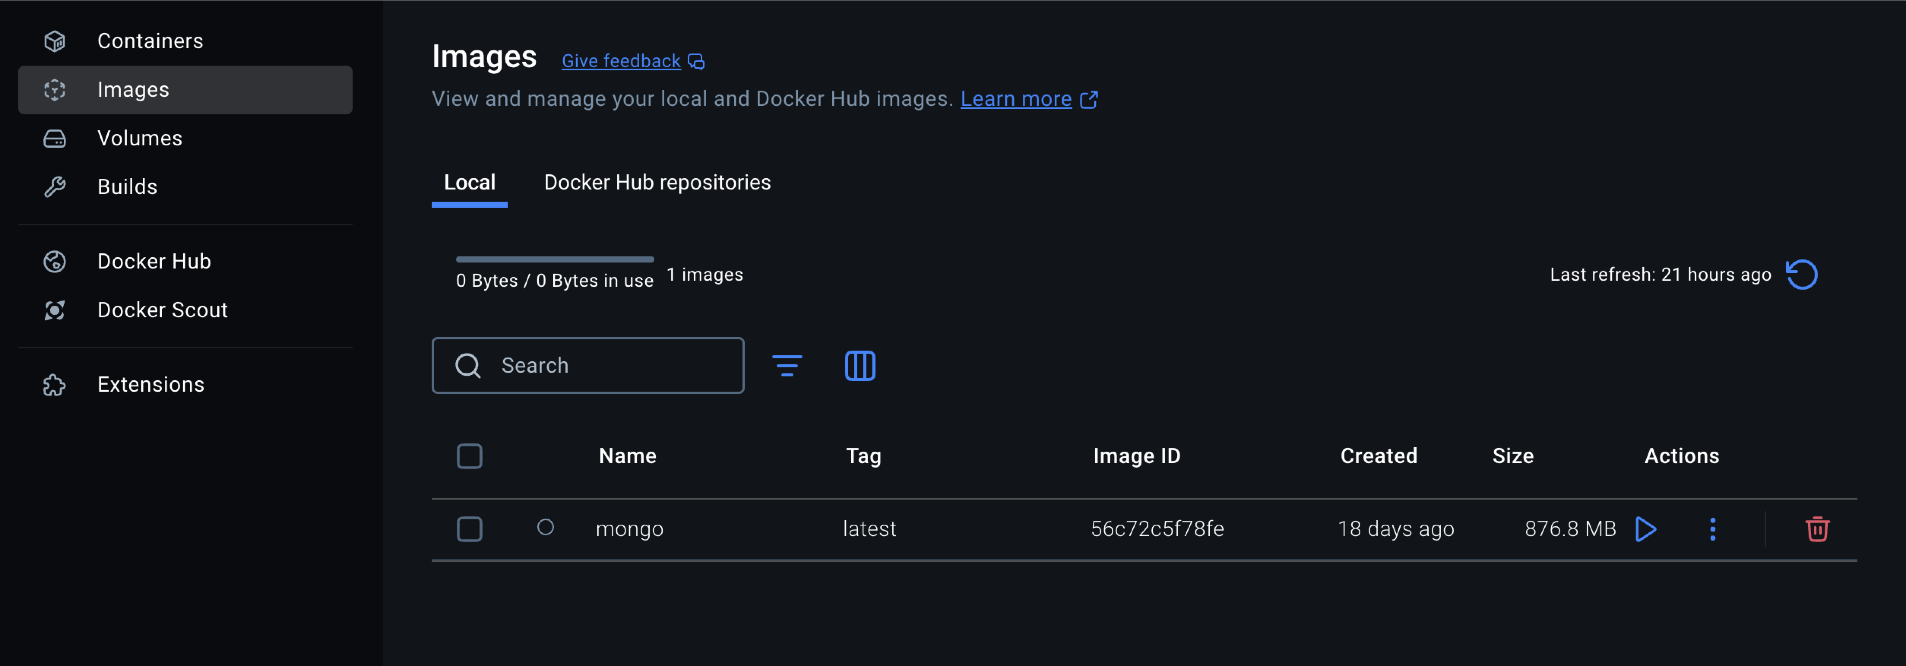 Containers
Images
Volumes
Builds
Docker Hub
Docker Scout
Extensions
Images Give feedback
View and manage your local and Docker Hub images. Learn more
Local Docker Hub repositories
0 Bytes / 0 Bytes in use 1 images
Last refresh: 21 hours ago
Search
Name Tag Image ID Created Size Actions
mongo latest 56c72c5f78fe 18 days ago 876.8 MB